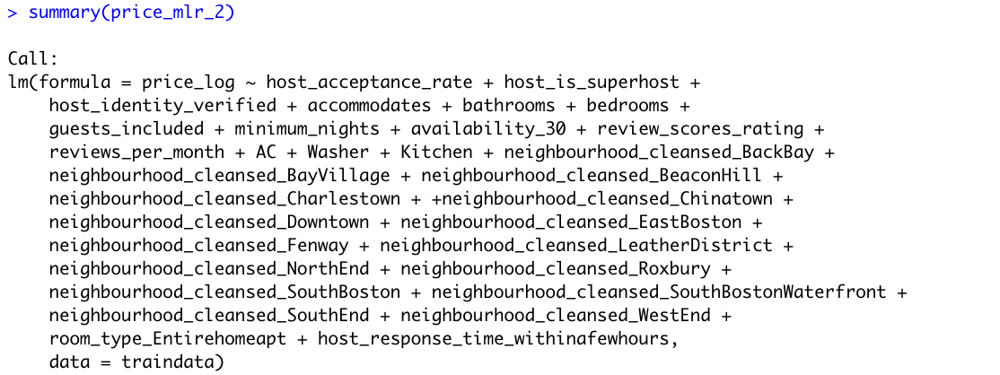 > summary(price_mlr_2)
Call:
lm(formula = price_log ~ host_acceptance_rate + host_is_superhost +
host_identity_verified + accommodates + bathrooms + bedrooms +
guests_included + minimum_nights + availability_30 + review_scores_rating +
reviews_per_month + AC + Washer + Kitchen + neighbourhood_cleansed_BackBay +
neighbourhood_cleansed_BayVillage + neighbourhood_cleansed_BeaconHill +
neighbourhood_cleansed_Charlestown + +neighbourhood_cleansed_Chinatown +
neighbourhood_cleansed_Downtown + neighbourhood_cleansed_EastBoston +
neighbourhood_cleansed_Fenway + neighbourhood_cleansed_LeatherDistrict +
neighbourhood_cleansed_NorthEnd + neighbourhood_cleansed_Roxbury +
neighbourhood_cleansed_SouthBoston + neighbourhood_cleansed_SouthBostonWaterfront +
neighbourhood_cleansed_SouthEnd + neighbourhood_cleansed_WestEnd +
room_type_Entirehomeapt + host_response_time_withinafewhours,
data = traindata)